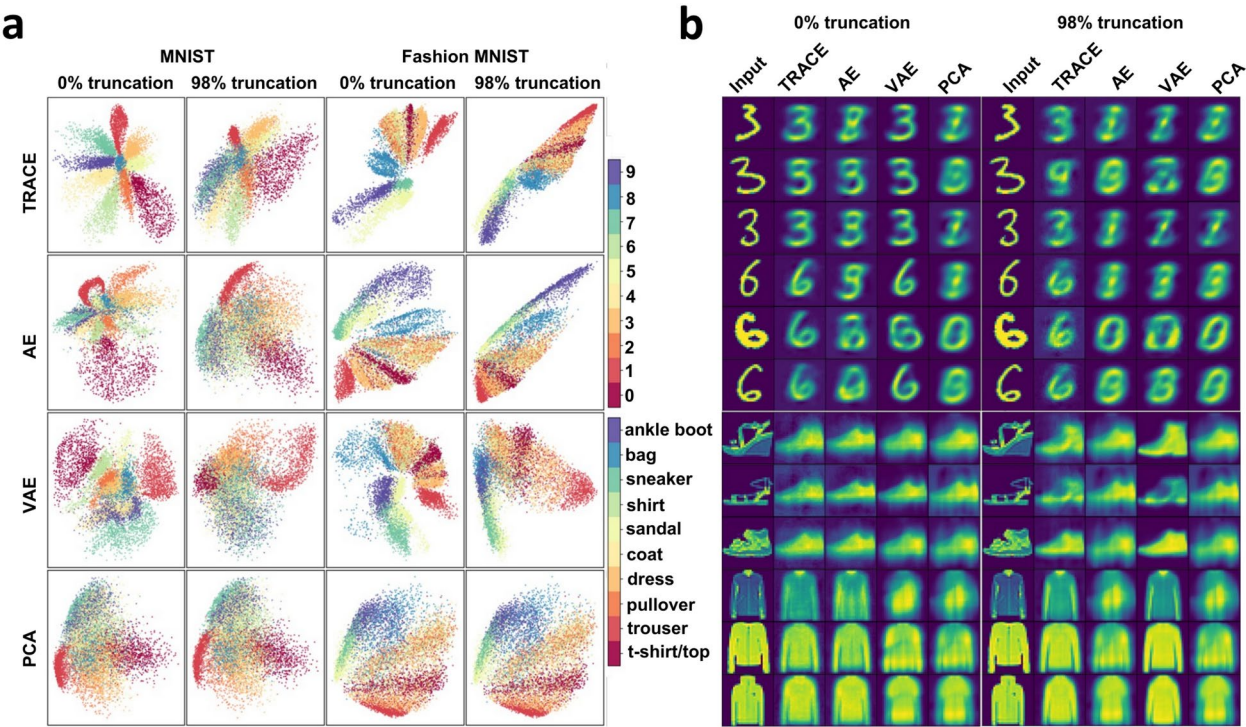 a
MNIST
Fashion MNIST
0% truncation
98% truncation
0% truncation
98% truncation
TRACE
AE
VAE
PCA
9
8
7
6
5
4
3
2
1
0
ankle boot
bag
sneaker
shirt
sandal
coat
dress
pullover
trouser
t-shirt/top
b
0% truncation
98% truncation
Input
TRACE
AE
VAE
PCA
Input
TRACE
AE
VAE
PCA